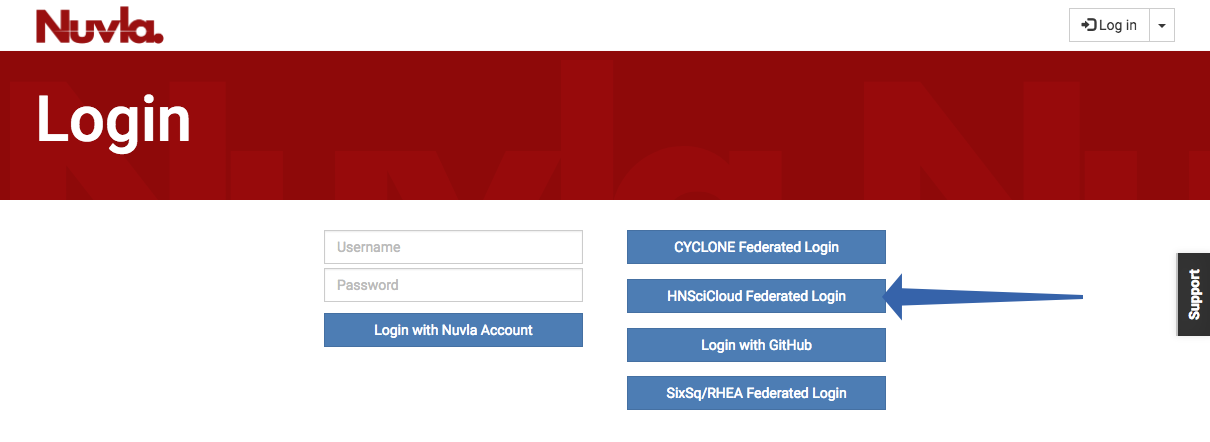 Nuvla.
Log in
Login
Username
Password
Login with Nuvla Account
CYCLONE Federated Login
HNSciCloud Federated Login
Login with GitHub
SixSq/RHEA Federated Login
Support